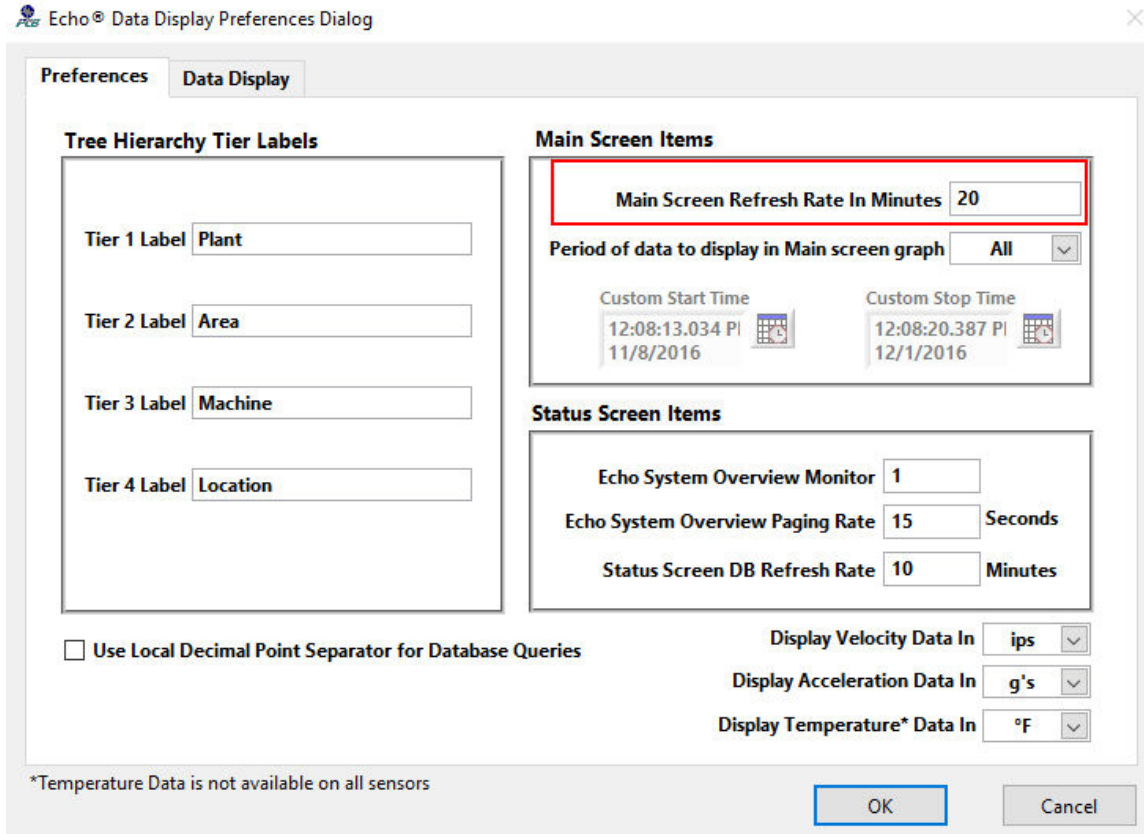 Echo® Data Display Preferences Dialog
Preferences
Data Display
Tree Hierarchy Tier Labels
Tier 1 Label Plant
Tier 2 Label Area
Tier 3 Label Machine
Tier 4 Label Location
Main Screen Items
Main Screen Refresh Rate In Minutes 20
Period of data to display in Main screen graph All
Custom Start Time
12:08:13.034 P
11/8/2016
Custom Stop Time
12:08:20.387 P
12/1/2016
Status Screen Items
Echo System Overview Monitor 1
Echo System Overview Paging Rate 15 Seconds
Status Screen DB Refresh Rate 10 Minutes
Use Local Decimal Point Separator for Database Queries
Display Velocity Data In ips
Display Acceleration Data In g's
Display Temperature* Data In °F
*Temperature Data is not available on all sensors
OK
Cancel